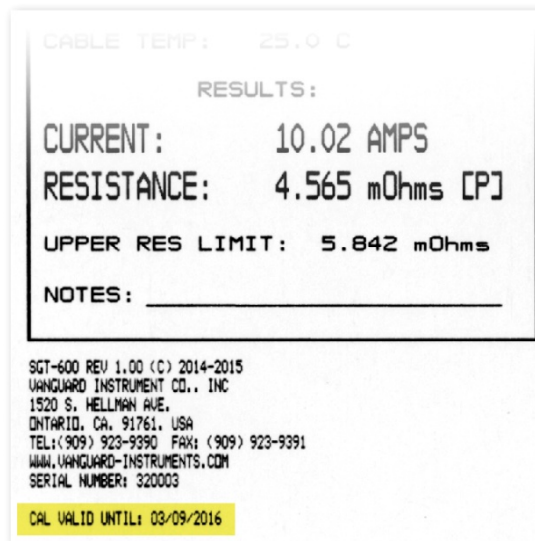 CABLE TEMP: 25.0 C
RESULTS:
CURRENT: 10.02 AMPS
RESISTANCE: 4.565 mOhms [P]
UPPER RES LIMIT: 5.842 mOhms
NOTES:
SGT-600 REV 1.00 (C) 2014-2015
VANGUARD INSTRUMENT CO., INC
1520 S. HELLMAN AVE.
ONTARIO, CA. 91761. USA
TEL:(909) 923-9390 FAX: (909) 923-9391
WWW.VANGUARD-INSTRUMENTS.COM
SERIAL NUMBER: 320003
CAL VALID UNTIL: 03/09/2016